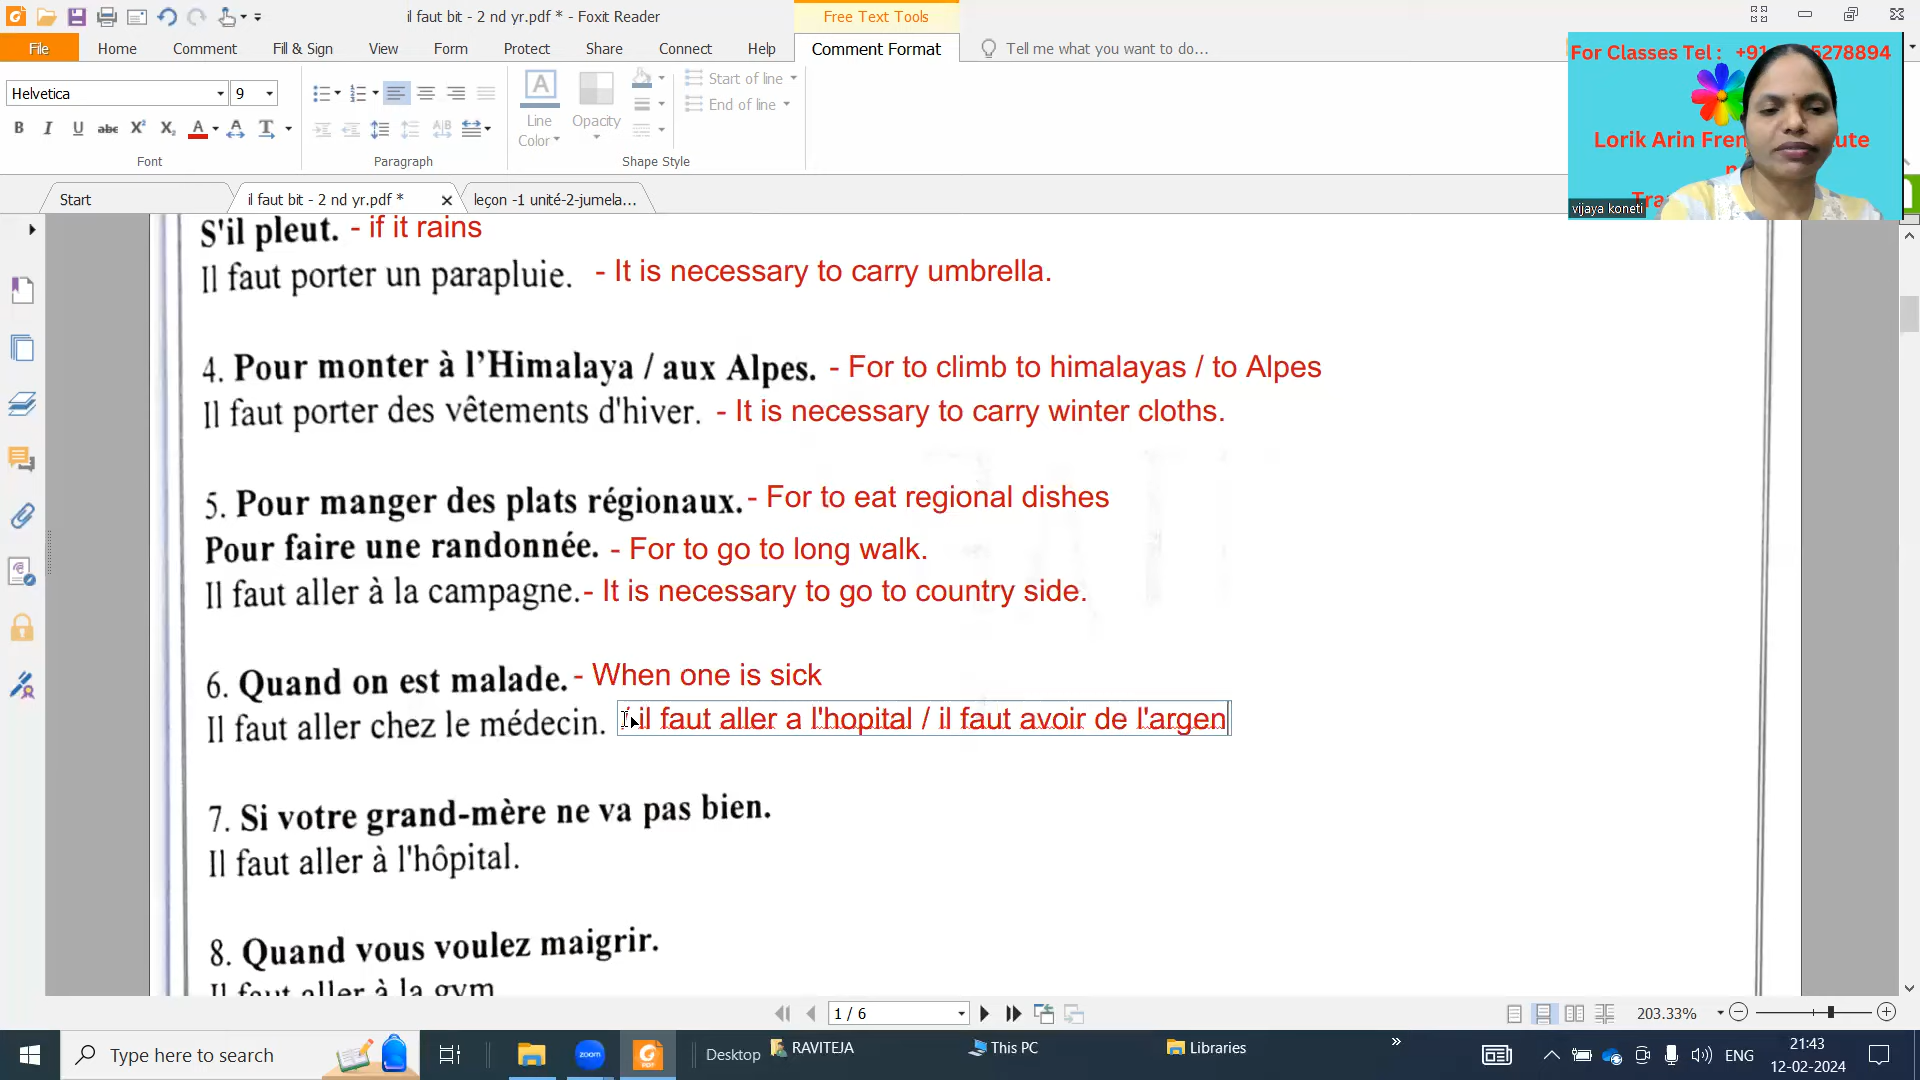 il faut bit - 2 nd yr.pdf * - Foxit Reader
Free Text Tools
File Home Comment Fill & Sign View Form Protect Share Connect Help Comment Format Tell me what you want to do...
Helvetica 9
Line Color
Opacity
Start of line
End of line
Font Paragraph Shape Style
Start
il faut bit - 2 nd yr.pdf *
leçon -1 unité-2-jumela...
For Classes Tel : +91 5278894
Lorik Arin
vijaya koneti
S'il pleut. - if it rains
Il faut porter un parapluie. - It is necessary to carry umbrella.
4. Pour monter à l'Himalaya / aux Alpes. - For to climb to himalayas / to Alpes
Il faut porter des vêtements d'hiver. - It is necessary to carry winter cloths.
5. Pour manger des plats régionaux. - For to eat regional dishes
Pour faire une randonnée. - For to go to long walk.
Il faut aller à la campagne. - It is necessary to go to country side.
6. Quand on est malade. - When one is sick
Il faut aller chez le médecin. / il faut aller a l'hopital / il faut avoir de l'argen
7. Si votre grand-mère ne va pas bien.
Il faut aller à l'hôpital.
8. Quand vous voulez maigrir.
Il faut aller à la gym
1 / 6
203.33%
Type here to search
zoom
Desktop
RAVITEJA
This PC
Libraries
ENG
21:43
12-02-2024